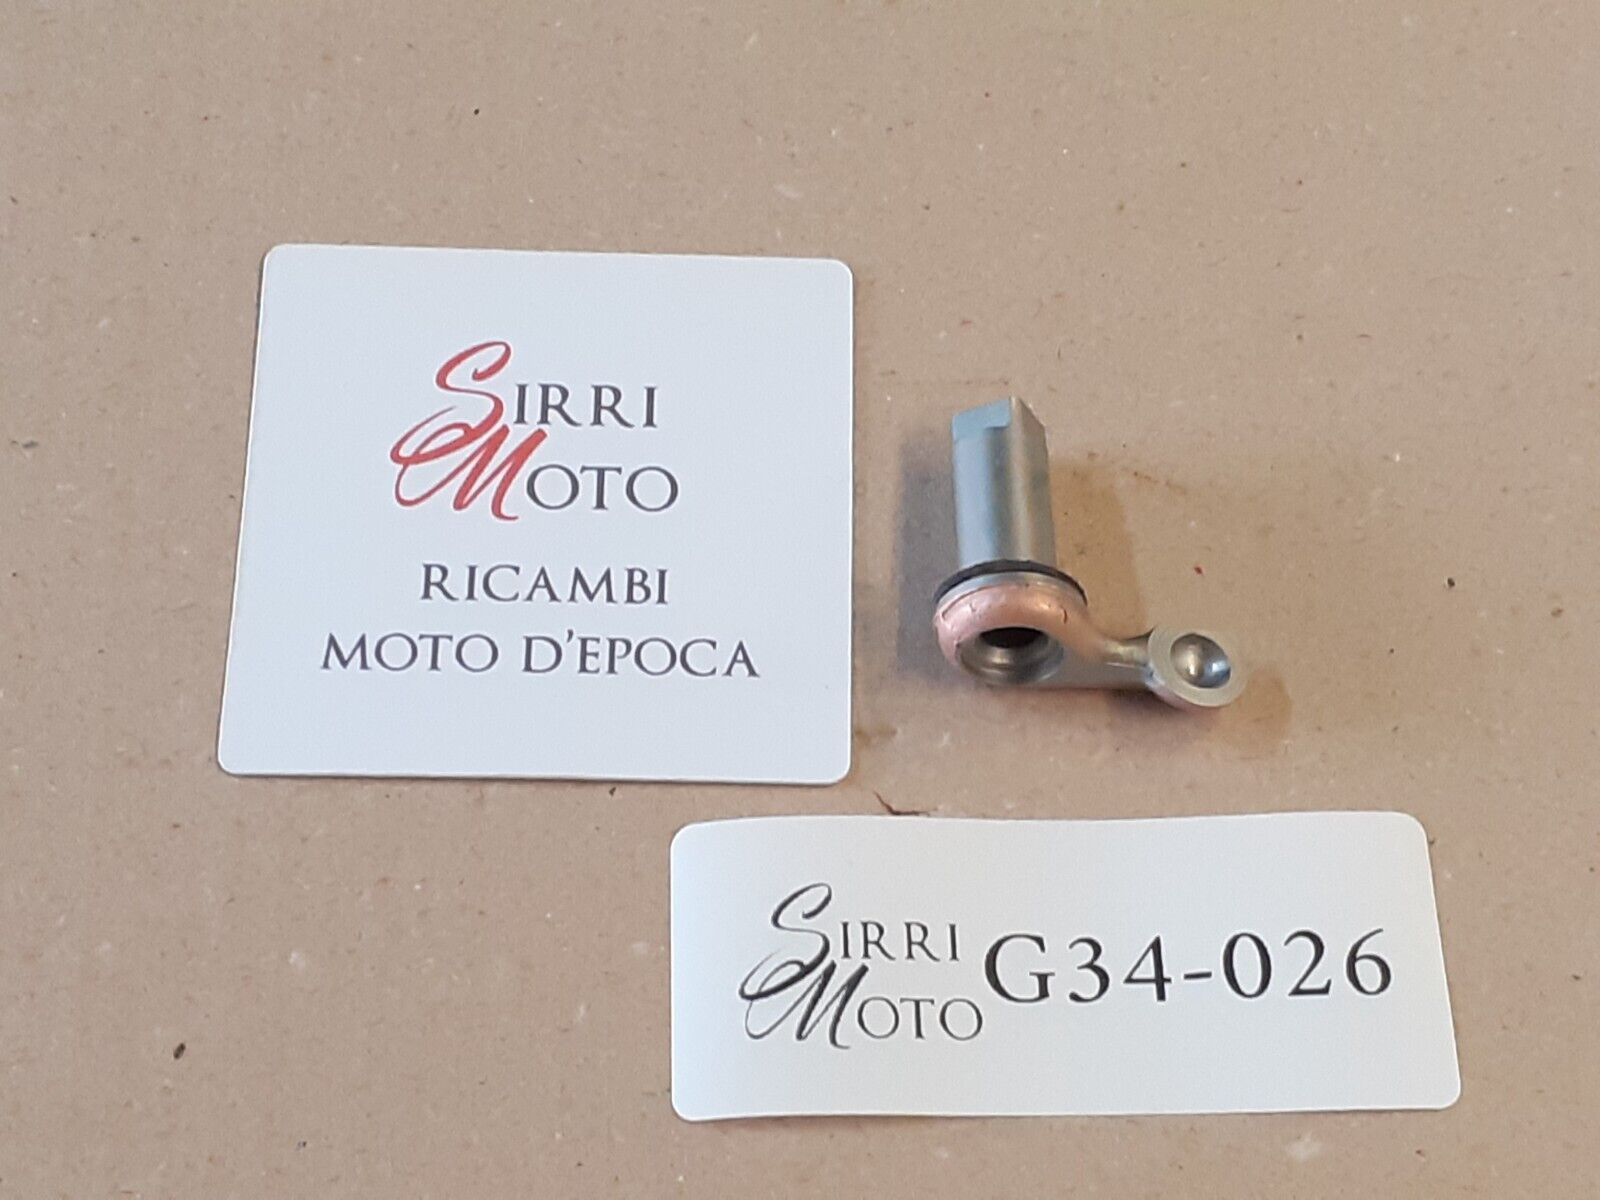 SIRRI
MOTO
RICAMBI
MOTO D'EPOCA
SIRRI
MOTO
G34-026